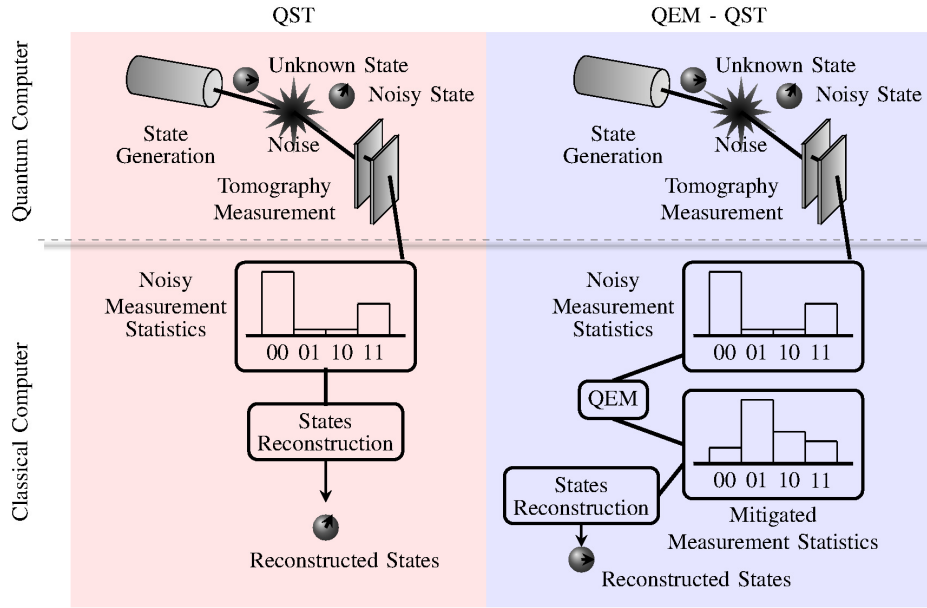 QST
QEM - QST
Quantum Computer
Unknown State
Noisy State
State
Generation
Noise
Tomography
Measurement
Unknown State
Noisy State
State
Generation
Noise
Tomography
Measurement
Classical Computer
Noisy
Measurement
Statistics
00 01 10 11
States
Reconstruction
Reconstructed States
Noisy
Measurement
Statistics
00 01 10 11
QEM
00 01 10 11
Mitigated
Measurement Statistics
States
Reconstruction
Reconstructed States